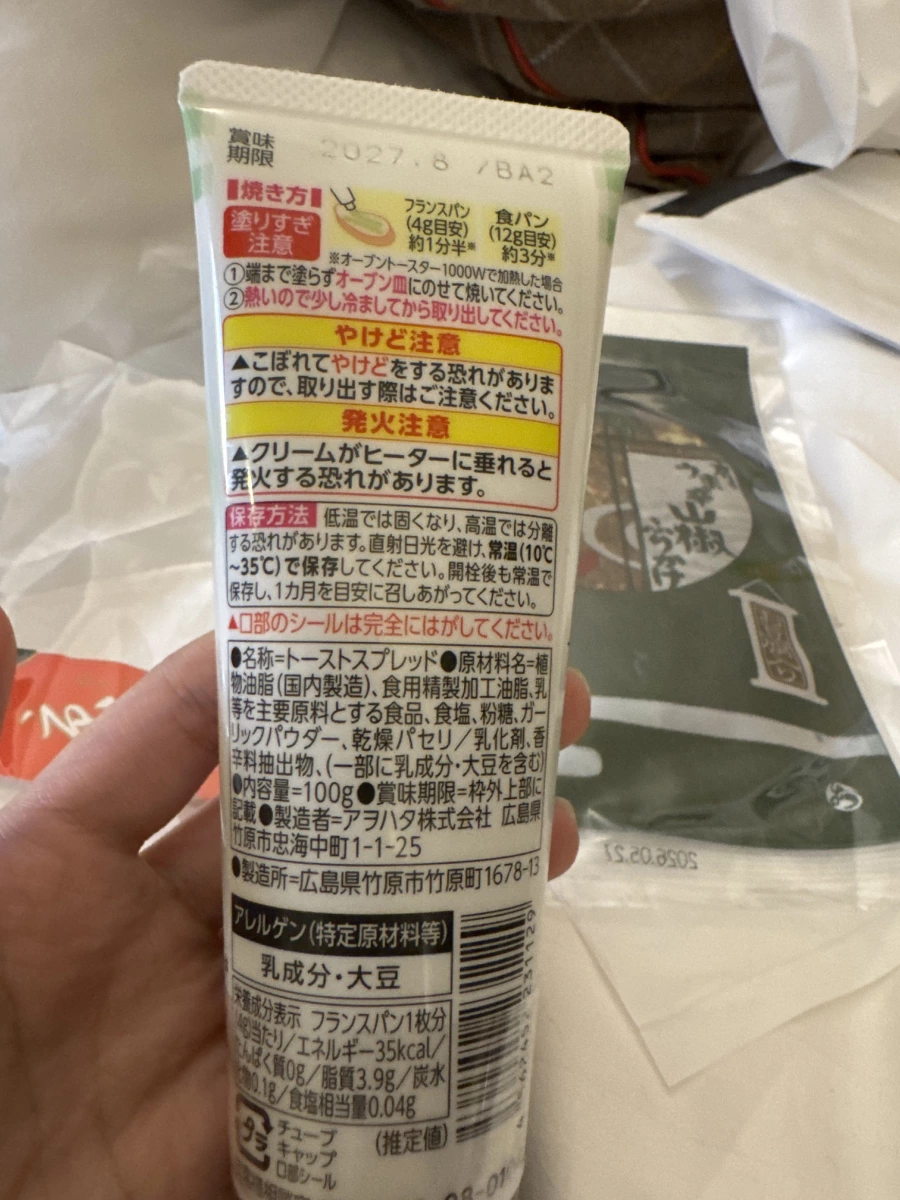 賞味
期限
2027.8 /BA2
焼き方
塗りすぎ
注意
フランスパン
(4g目安)
約1分半※
食パン
(12g目安)
約3分※
※オーブントースター1000Wで加熱した場合
①端まで塗らずオーブン皿にのせて焼いてください。
②熱いので少し冷ましてから取り出してください。
やけど注意
▲こぼれてやけどをする恐れがありま
すので、取り出す際はご注意ください。
発火注意
▲クリームがヒーターに垂れると
発火する恐れがあります。
保存方法 低温では固くなり、高温では分離
する恐れがあります。直射日光を避け、常温(10℃
~35℃)で保存してください。開栓後も常温で
保存し、1カ月を目安に召しあがってください。
▲口部のシールは完全にはがしてください。
●名称=トーストスプレッド●原材料名=植
物油脂(国内製造)、食用精製加工油脂、乳
等を主要原料とする食品、食塩、粉糖、ガー
リックパウダー、乾燥パセリ/乳化剤、香
辛料抽出物、(一部に乳成分・大豆を含む)
●内容量=100g●賞味期限=枠外上部に
記載●製造者=アヲハタ株式会社 広島県
竹原市忠海中町1-1-25
●製造所=広島県竹原市竹原町1678-13
アレルゲン(特定原材料等)
乳成分・大豆
栄養成分表示 フランスパン1枚分
(4g)当たり/エネルギー35kcal/
たんぱく質0g/脂質3.9g/炭水
化物0.1g/食塩相当量0.04g
(推定値)
プラ
チューブ
キャップ
口部シール
山椒
2026.05.27